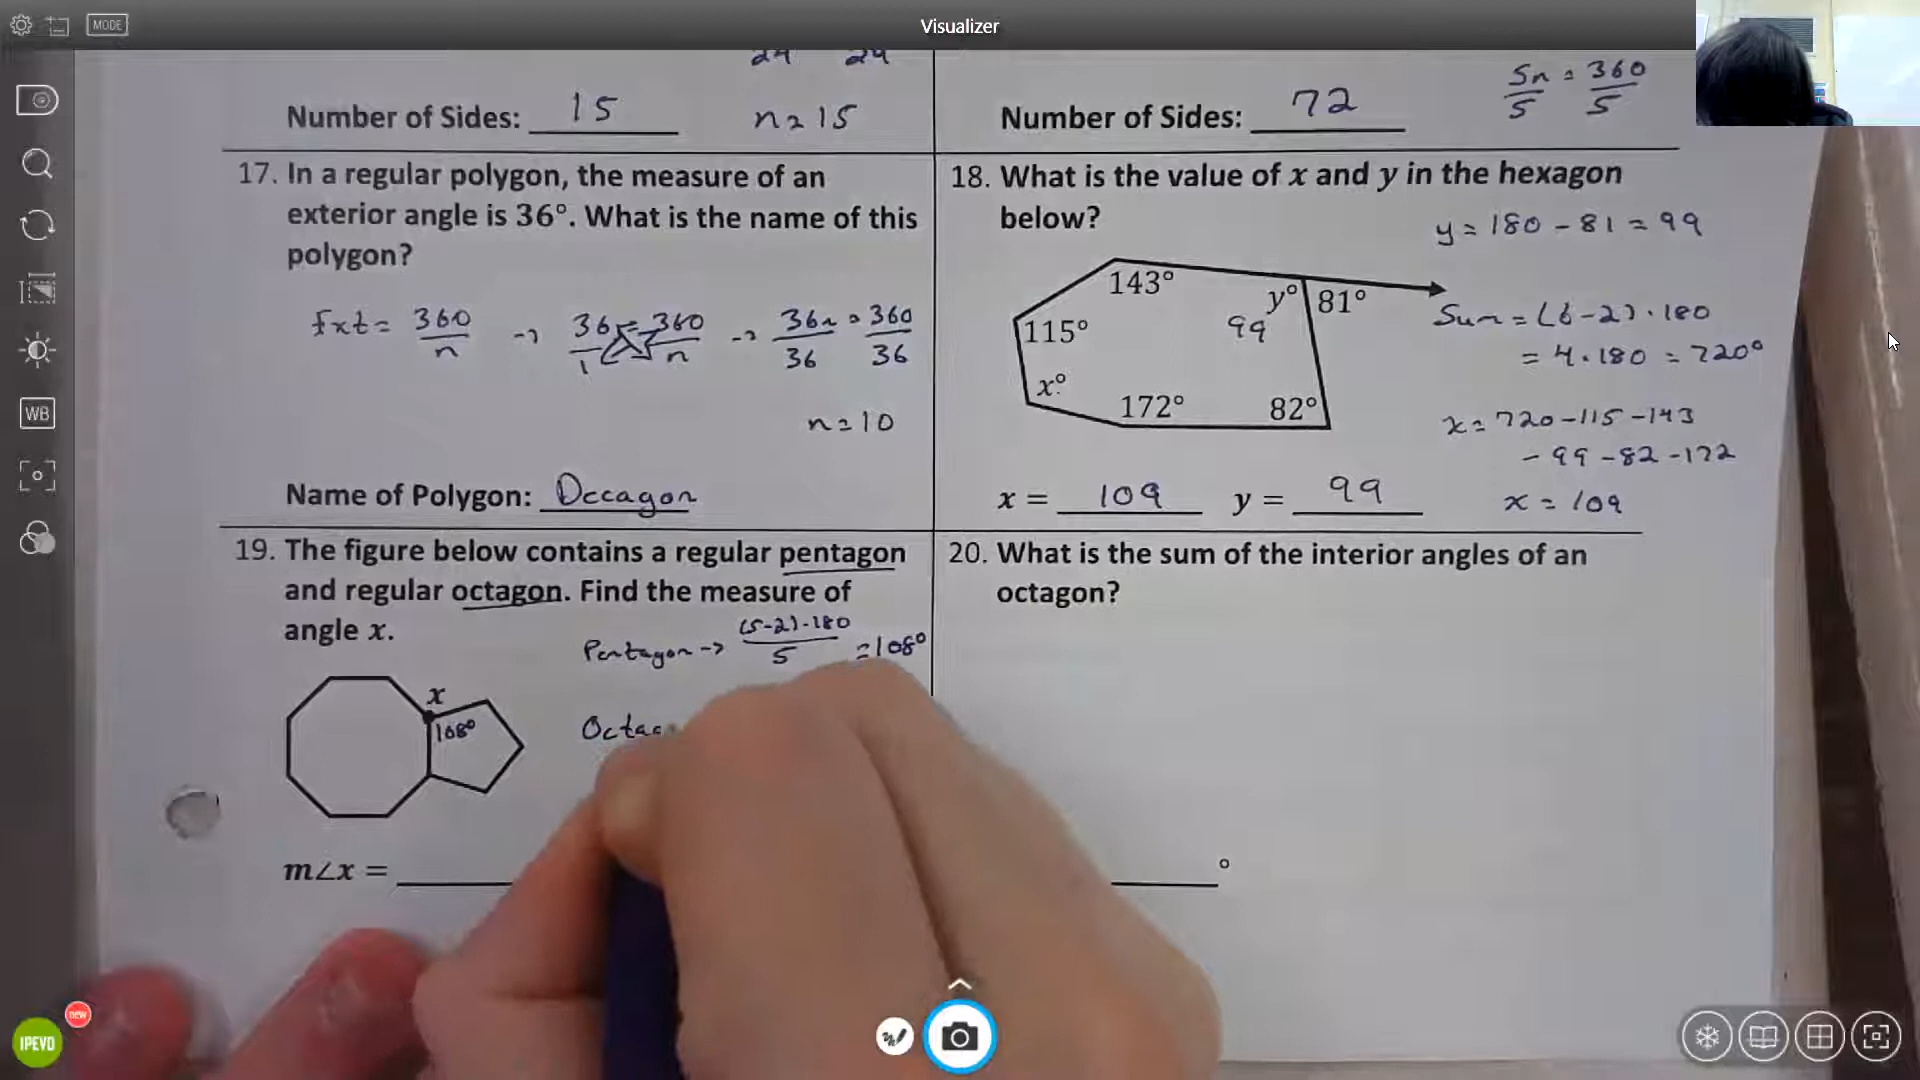 MODE
Visualizer
24 24
Number of Sides: 15
n = 15
Number of Sides: 72
5n = 360
5 5
17. In a regular polygon, the measure of an
exterior angle is 36°. What is the name of this
polygon?
Ext = 360/n → 36/1 = 360/n → 36n/36 = 360/36
n = 10
Name of Polygon: Decagon
18. What is the value of x and y in the hexagon
below?
y = 180 - 81 = 99
143°
y°
81°
99
115°
x°
172°
82°
Sum = (6-2) · 180
= 4 · 180 = 720°
x = 720 - 115 - 143
- 99 - 82 - 172
x = 109
x = 109 y = 99
19. The figure below contains a regular pentagon
and regular octagon. Find the measure of
angle x.
Pentagon → (5-2)·180/5 = 108°
x
108°
Octag
m∠x =
20. What is the sum of the interior angles of an
octagon?
°
WB
new
IPEVO